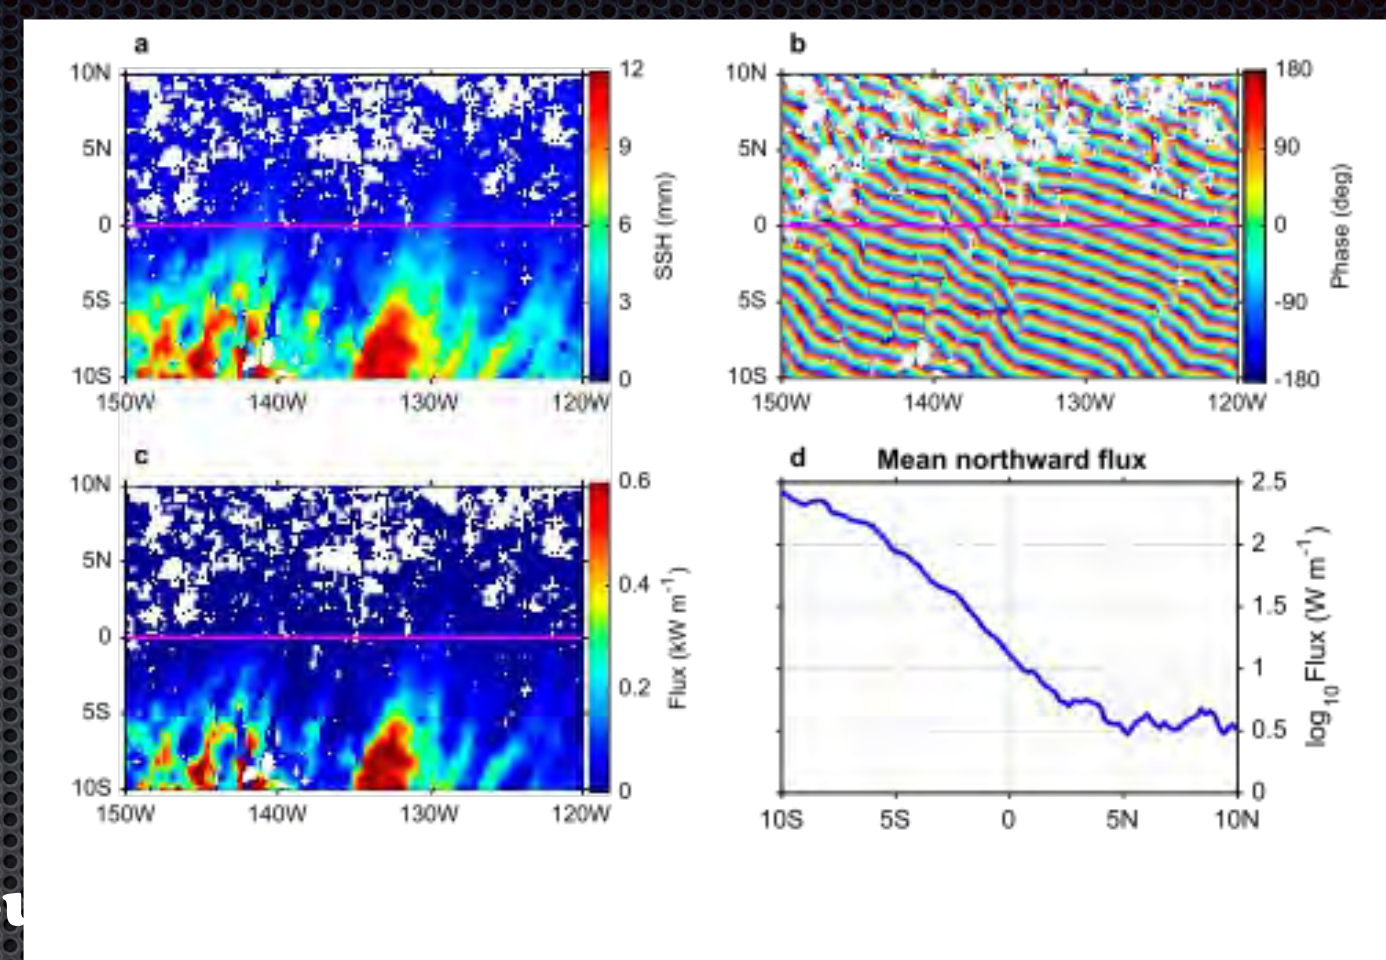 a
10N
5N
0
5S
10S
150W
140W
130W
120W
12
9
6
3
0
SSH (mm)
b
10N
5N
0
5S
10S
150W
140W
130W
120W
180
90
0
-90
-180
Phase (deg)
c
10N
5N
0
5S
10S
150W
140W
130W
120W
0.6
0.4
0.2
0
Flux (kW m⁻¹)
d
Mean northward flux
2.5
2
1.5
1
0.5
0
10S
5S
0
5N
10N
log₁₀Flux (W m⁻¹)